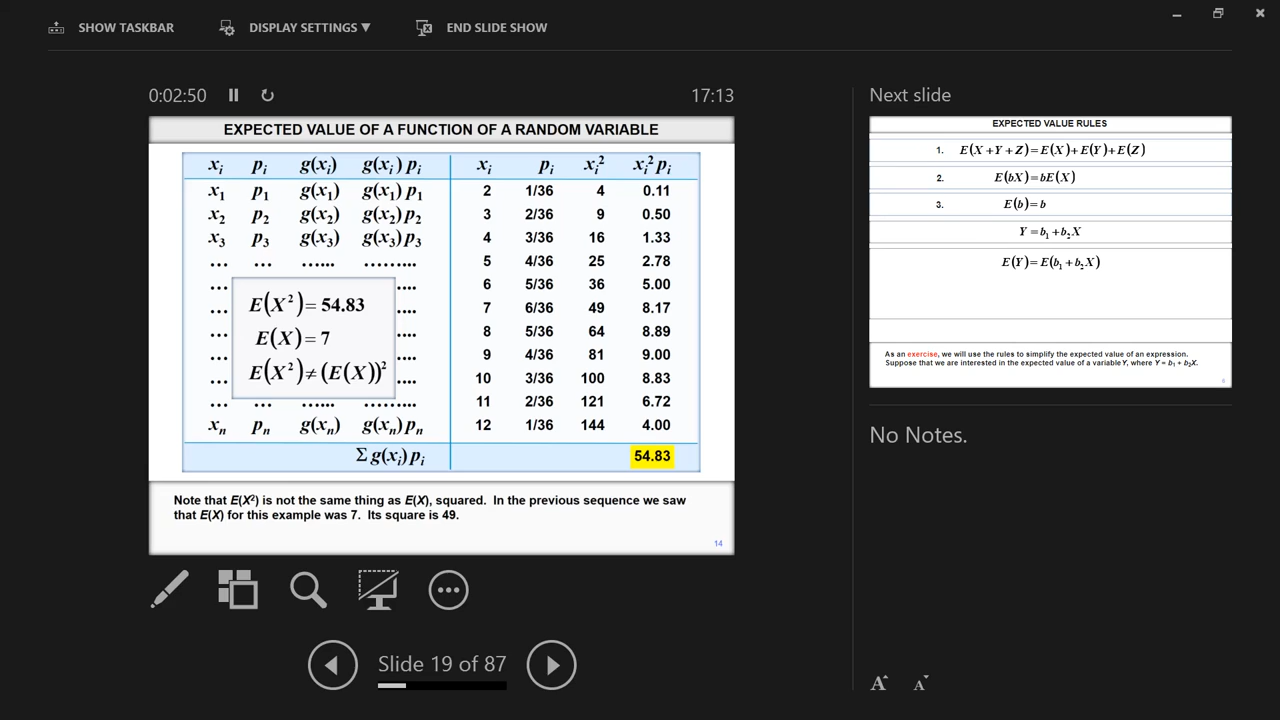 SHOW TASKBAR DISPLAY SETTINGS ▼ END SLIDE SHOW
0:02:50 17:13
EXPECTED VALUE OF A FUNCTION OF A RANDOM VARIABLE
xᵢ pᵢ g(xᵢ) g(xᵢ) pᵢ xᵢ pᵢ xᵢ² xᵢ² pᵢ
x₁ p₁ g(x₁) g(x₁) p₁ 2 1/36 4 0.11
x₂ p₂ g(x₂) g(x₂) p₂ 3 2/36 9 0.50
x₃ p₃ g(x₃) g(x₃) p₃ 4 3/36 16 1.33
… … …... ……... 5 4/36 25 2.78
… .... 6 5/36 36 5.00
… .... 7 6/36 49 8.17
… .... 8 5/36 64 8.89
… .... 9 4/36 81 9.00
… .... 10 3/36 100 8.83
… … …... ……... 11 2/36 121 6.72
xₙ pₙ g(xₙ) g(xₙ) pₙ 12 1/36 144 4.00
Σ g(xᵢ) pᵢ 54.83
E(X²) = 54.83
E(X) = 7
E(X²) ≠ (E(X))²
Note that E(X²) is not the same thing as E(X), squared. In the previous sequence we saw
that E(X) for this example was 7. Its square is 49.
14
Slide 19 of 87
Next slide
EXPECTED VALUE RULES
1. E(X + Y + Z) = E(X) + E(Y) + E(Z)
2. E(bX) = bE(X)
3. E(b) = b
Y = b₁ + b₂X
E(Y) = E(b₁ + b₂X)
As an exercise, we will use the rules to simplify the expected value of an expression.
Suppose that we are interested in the expected value of a variable Y, where Y = b₁ + b₂X.
No Notes.
A A